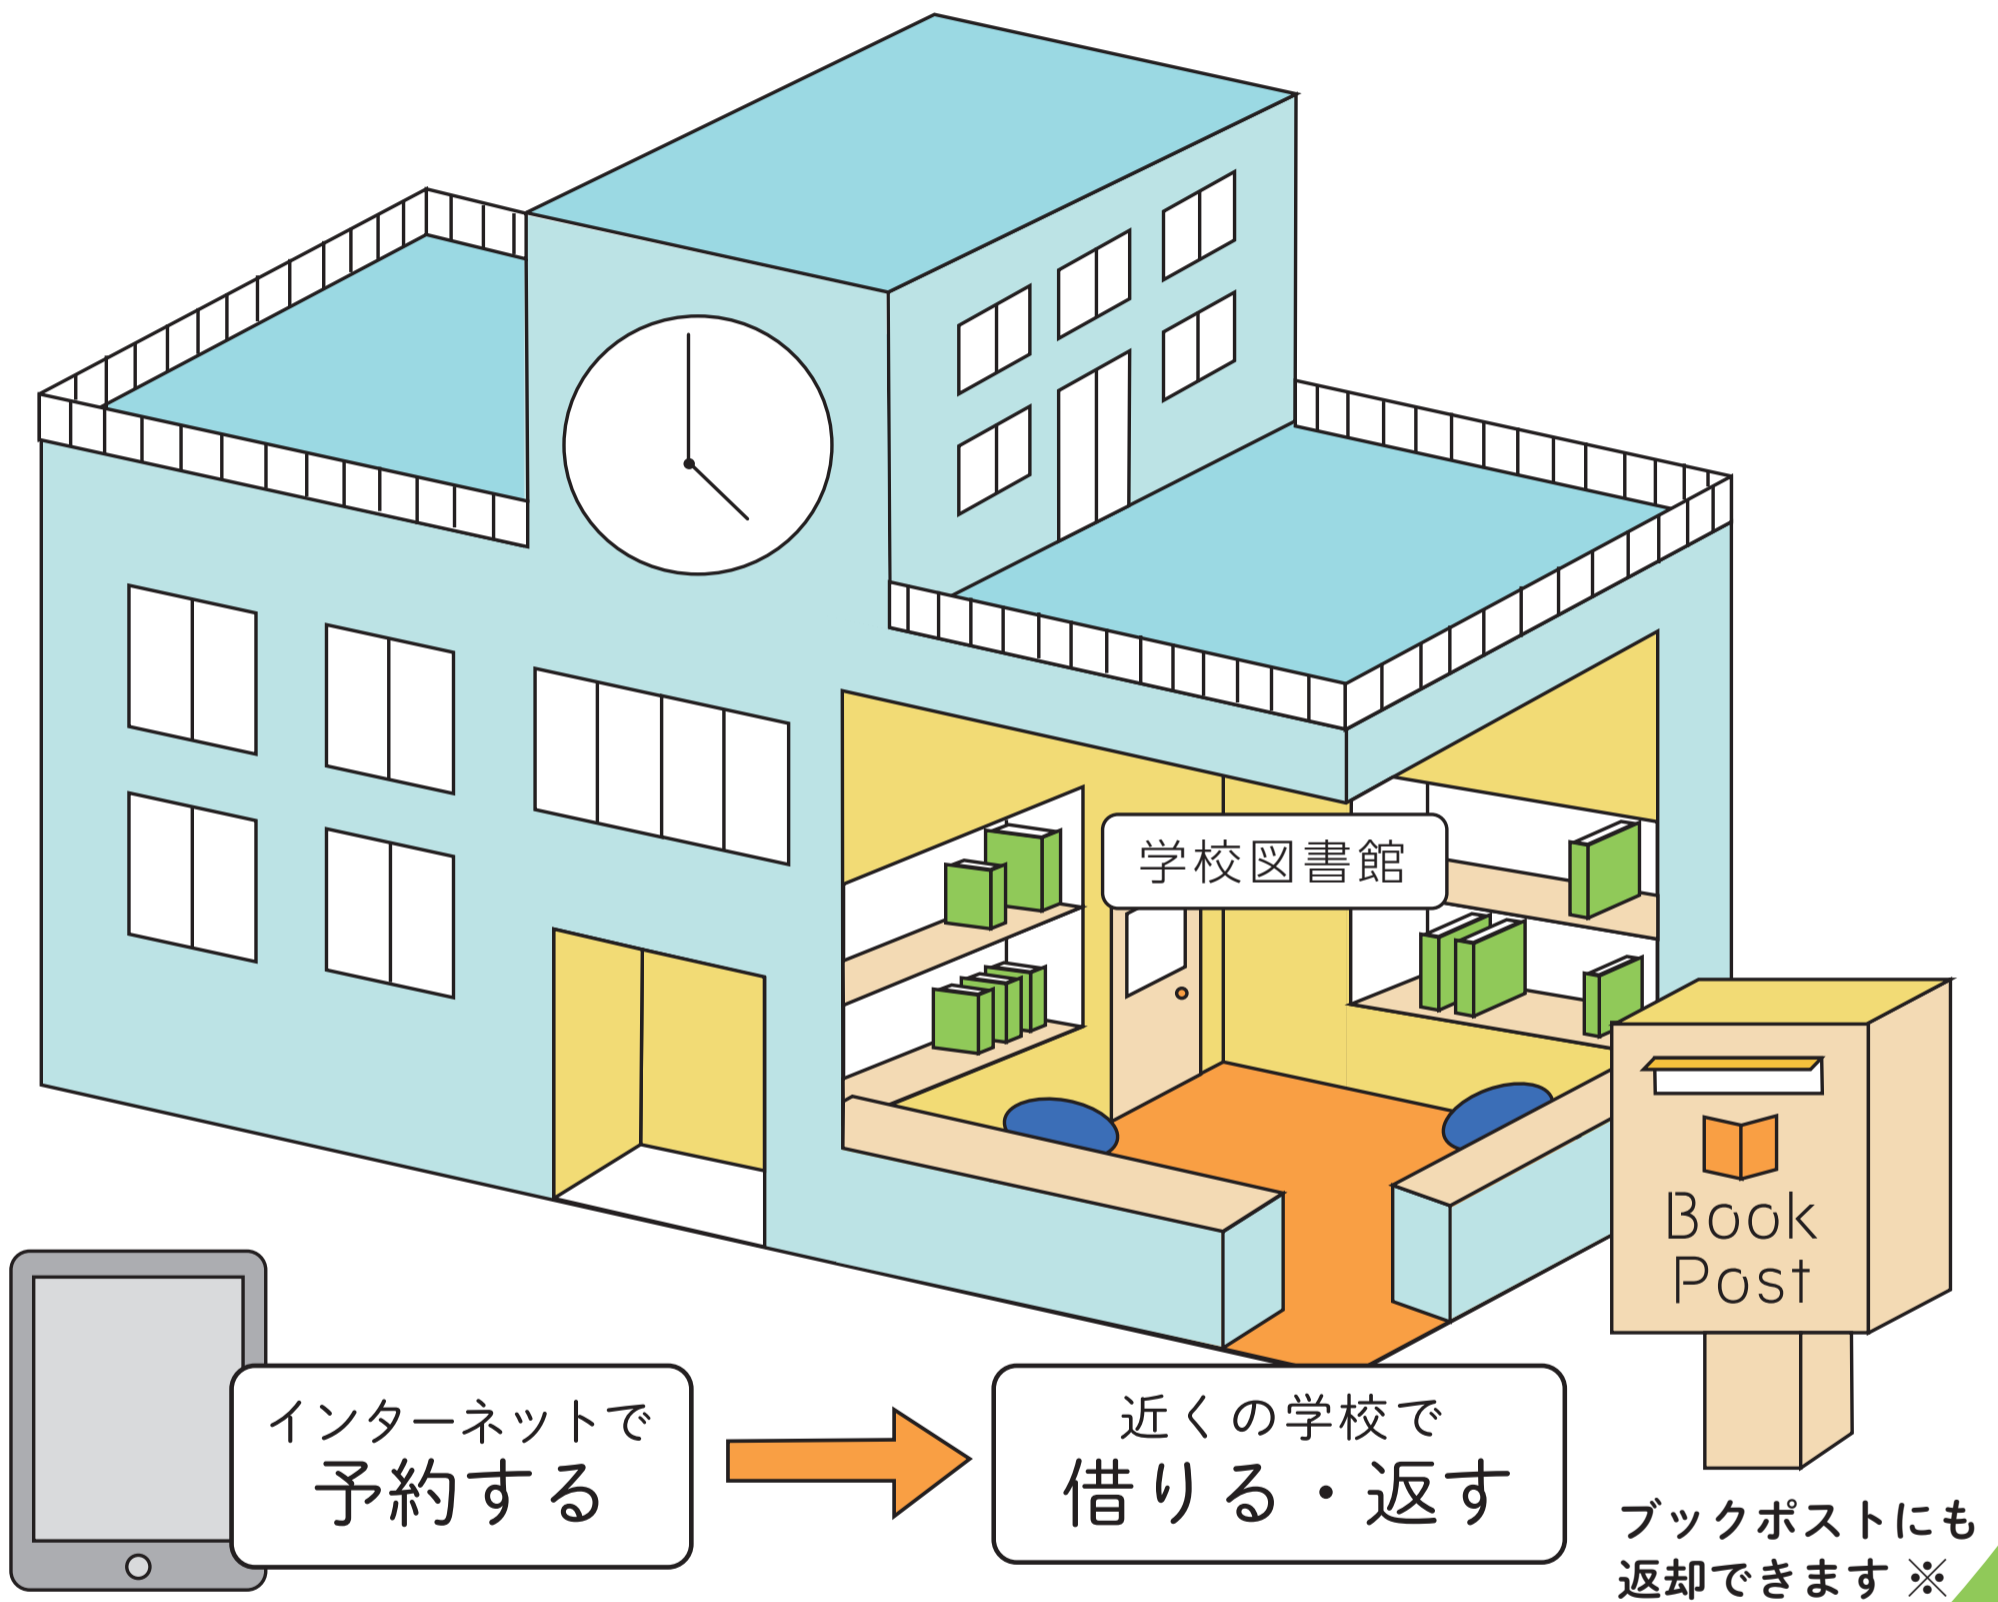 学校図書館
Book
Post
インターネットで
予約する
近くの学校で
借りる・返す
ブックポストにも
返却できます ※